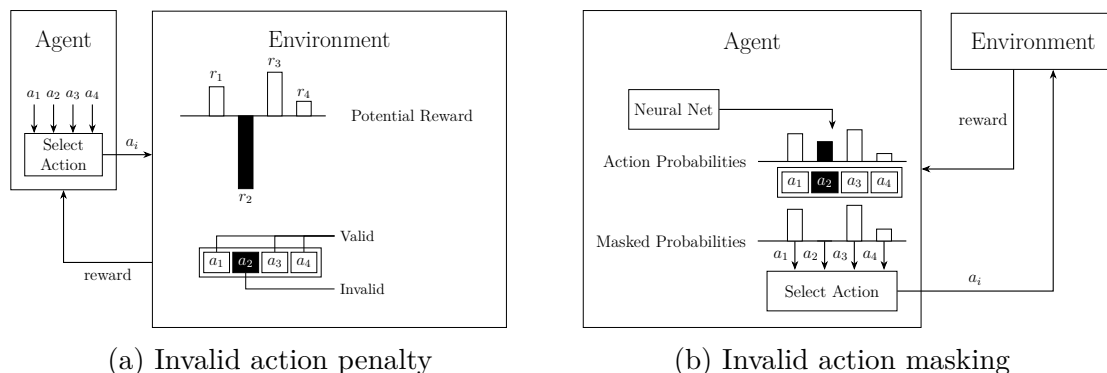 Agent
Environment
a1 a2 a3 a4
Select
Action
ai
r1
r2
r3
r4
Potential Reward
Valid
a1 a2 a3 a4
Invalid
reward
(a) Invalid action penalty
Agent
Environment
Neural Net
reward
Action Probabilities
a1 a2 a3 a4
Masked Probabilities
a1 a2 a3 a4
Select Action
ai
(b) Invalid action masking